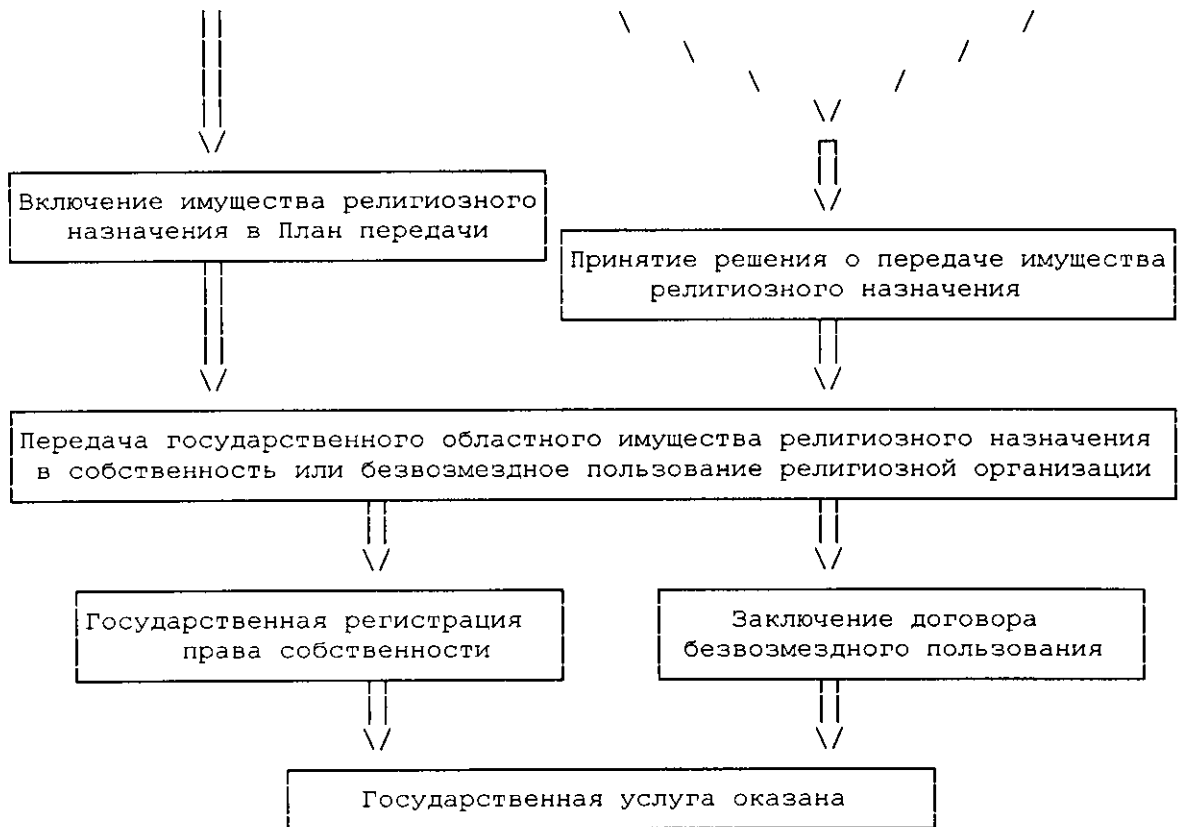 Включение имущества религиозного
назначения в План передачи
Принятие решения о передаче имущества
религиозного назначения
Передача государственного областного имущества религиозного назначения
в собственность или безвозмездное пользование религиозной организации
Государственная регистрация
права собственности
Заключение договора
безвозмездного пользования
Государственная услуга оказана